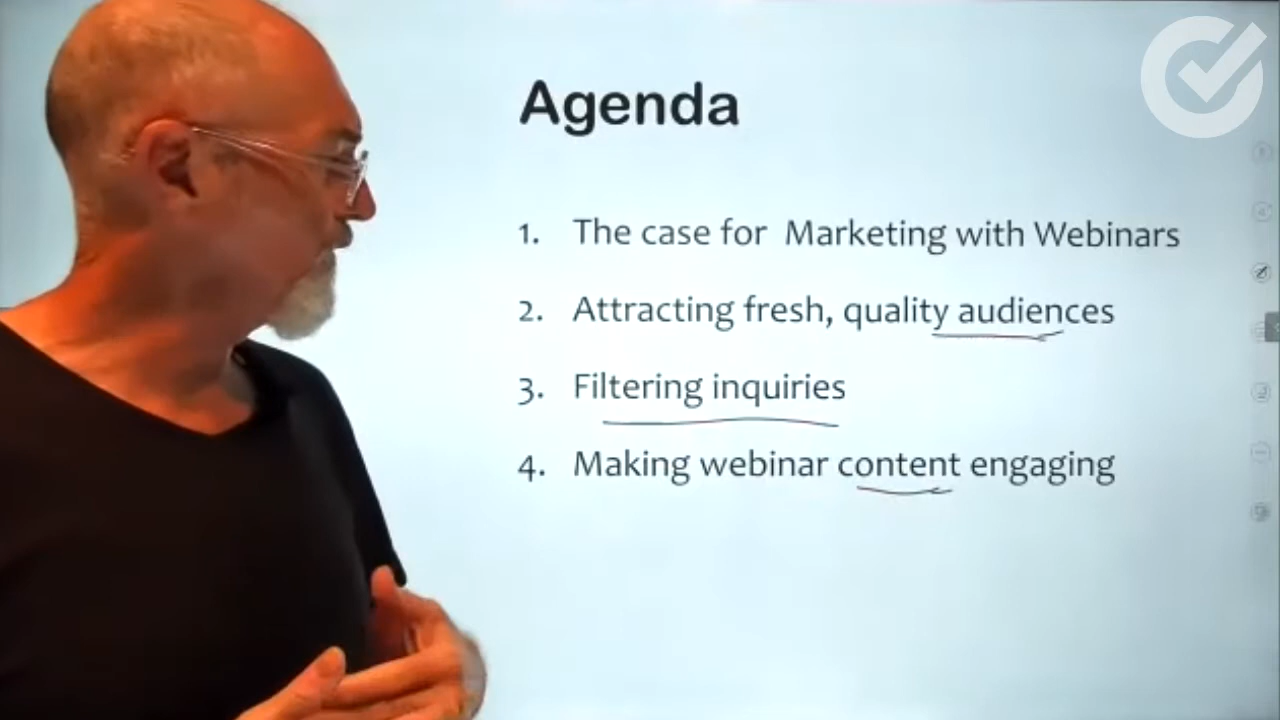 Agenda
1. The case for Marketing with Webinars
2. Attracting fresh, quality audiences
3. Filtering inquiries
4. Making webinar content engaging